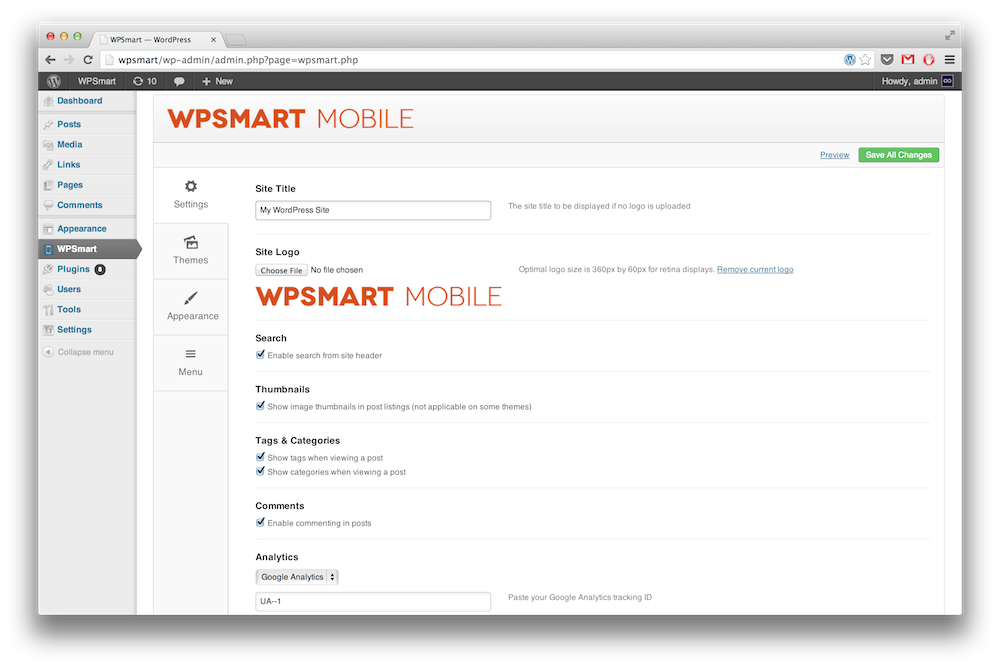 WPSmart — WordPress
wpsmart/wp-admin/admin.php?page=wpsmart.php
WPSmart 10 New Howdy, admin
Dashboard
Posts
Media
Links
Pages
Comments
Appearance
WPSmart
Plugins 0
Users
Tools
Settings
Collapse menu
WPSMART MOBILE
Preview Save All Changes
Settings
Themes
Appearance
Menu
Site Title
My WordPress Site The site title to be displayed if no logo is uploaded
Site Logo
Choose File No file chosen Optimal logo size is 360px by 60px for retina displays. Remove current logo
WPSMART MOBILE
Search
Enable search from site header
Thumbnails
Show image thumbnails in post listings (not applicable on some themes)
Tags & Categories
Show tags when viewing a post
Show categories when viewing a post
Comments
Enable commenting in posts
Analytics
Google Analytics
UA--1 Paste your Google Analytics tracking ID